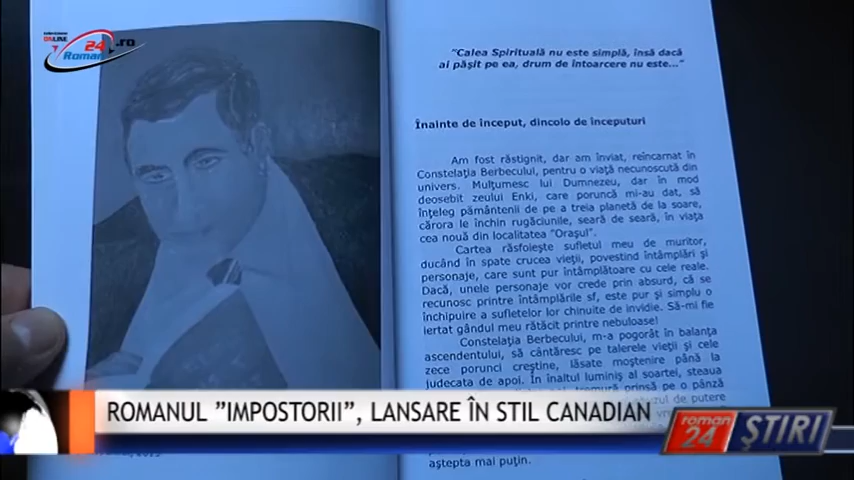 ONLINE
24 .ro
Roman
"Calea Spirituală nu este simplă, însă dacă
ai pășit pe ea, drum de întoarcere nu este..."
Înainte de început, dincolo de începuturi
Am fost răstignit, dar am înviat, reîncarnat în
Constelația Berbecului, pentru o viață necunoscută din
univers. Mulțumesc lui Dumnezeu, dar în mod
deosebit zeului Enki, care poruncă mi-au dat, să
înțeleg pământenii de pe a treia planetă de la soare,
cărora le închin rugăciunile, seară de seară, în viața
cea nouă din localitatea "Orașul".
Cartea răsfoiește sufletul meu de muritor,
ducând în spate crucea vieții, povestind întâmplări și
personaje, care sunt pur întâmplătoare cu cele reale.
Dacă, unele personaje vor crede prin absurd, că se
recunosc printre întâmplările sf, este pur și simplu o
închipuire a sufletelor lor chinuite de invidie. Să-mi fie
iertat gândul meu rătăcit printre nebuloase!
Constelația Berbecului, m-a pogorât în balanța
ascendentului, să cântăresc pe talerele vieții și cele
zece porunci creștine, lăsate moștenire până la
judecata de apoi. În înaltul luminiș al soartei, steaua
tremură prinsă pe o pânză
de putere
aștepta mai puțin.
ROMANUL "IMPOSTORII", LANSARE ÎN STIL CANADIAN
roman
24 ȘTIRI